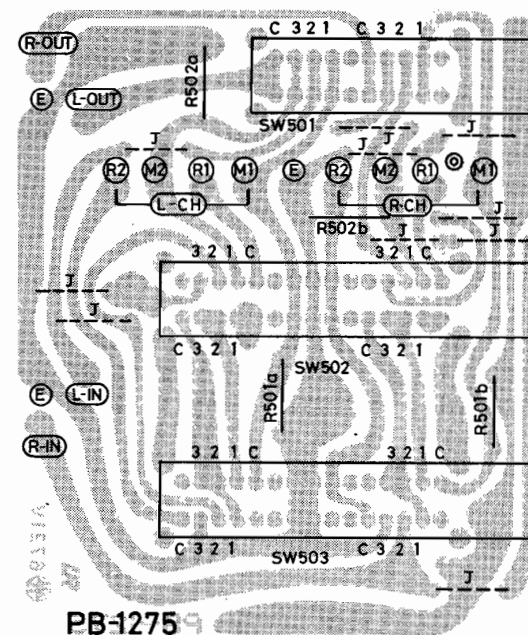 C 3 2 1 C 3 2 1
R-OUT
R502a
E L-OUT
SW501
J J
J J
R2 M2 R1 M1 E R2 M2 R1 M1
L-CH R-CH
J
R502b
J J
3 2 1 C 3 2 1 C
J
J
C 3 2 1 C 3 2 1
SW502
R501a R501b
E L-IN
R-IN
3 2 1 C 3 2 1 C
C 3 2 1 C 3 2 1
SW503
J
PB-1275